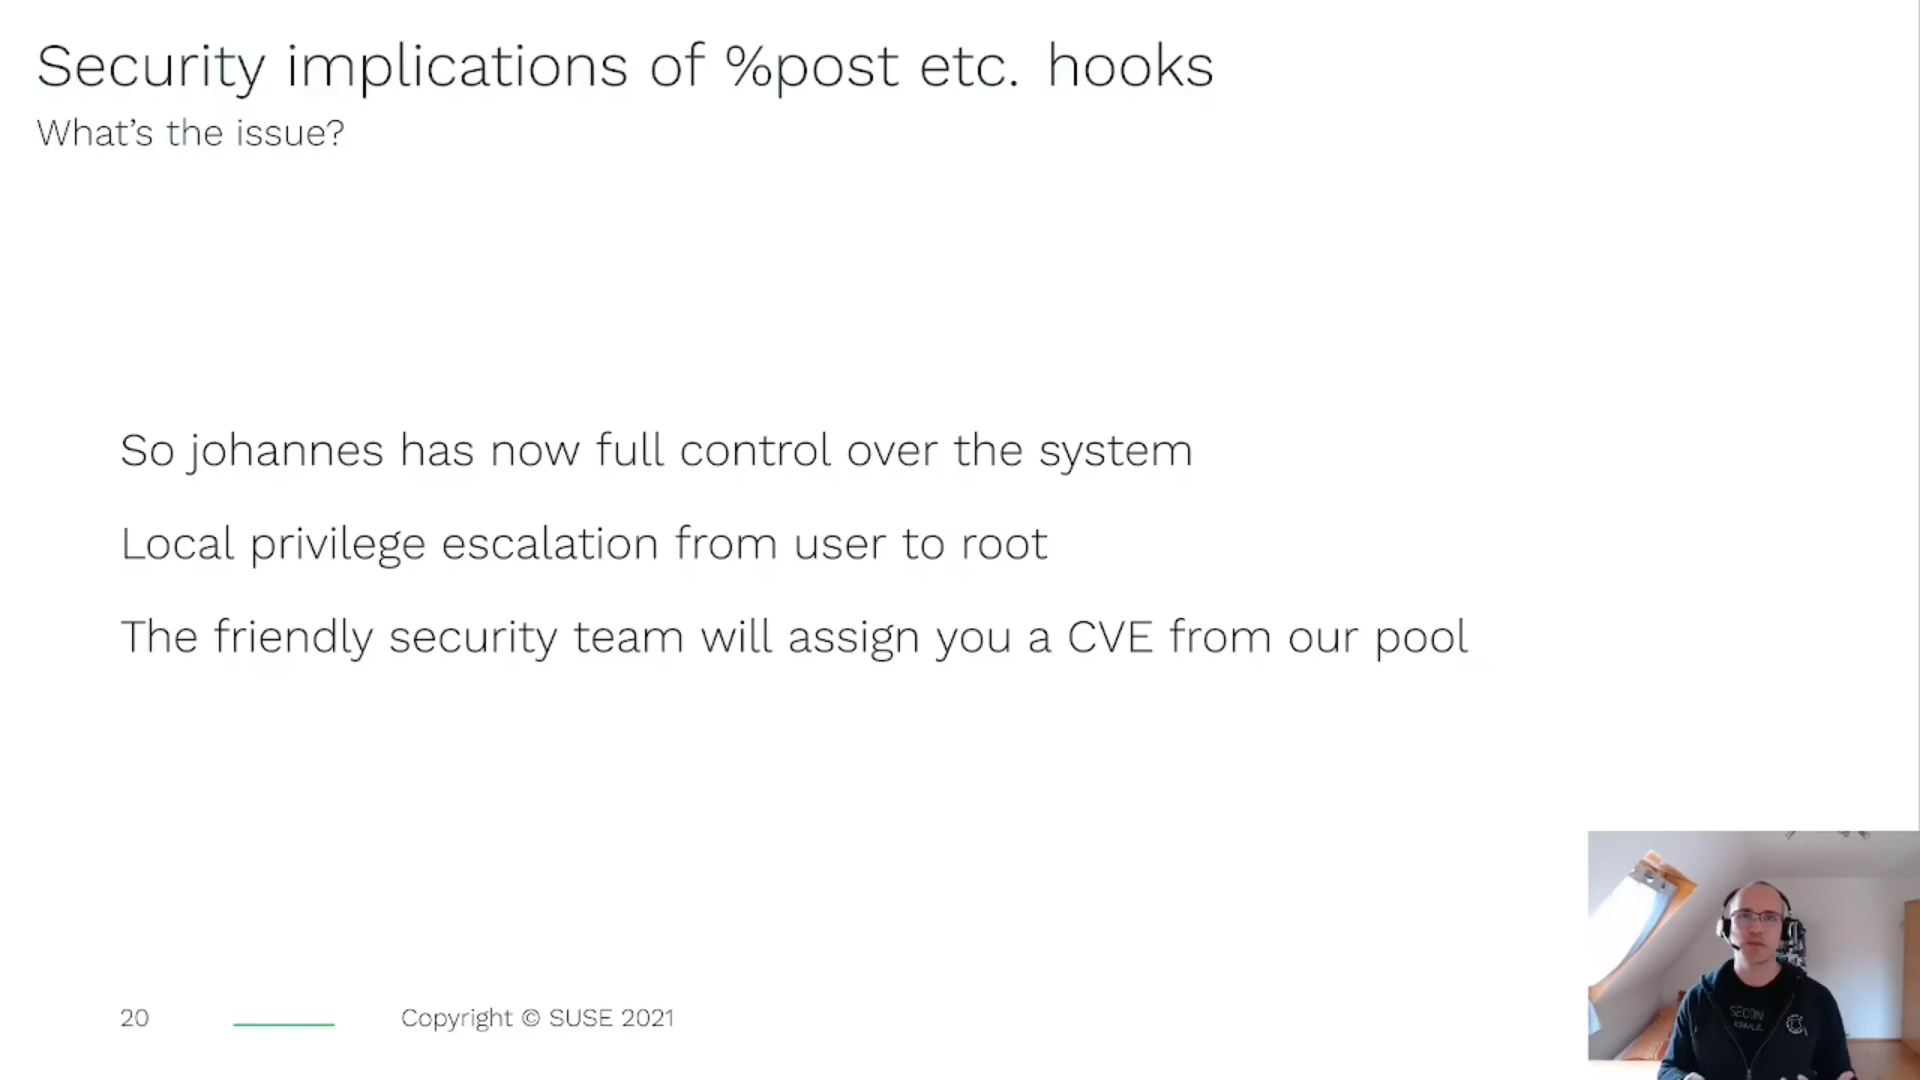 Security implications of %post etc. hooks
What's the issue?
So johannes has now full control over the system
Local privilege escalation from user to root
The friendly security team will assign you a CVE from our pool
20
Copyright © SUSE 2021